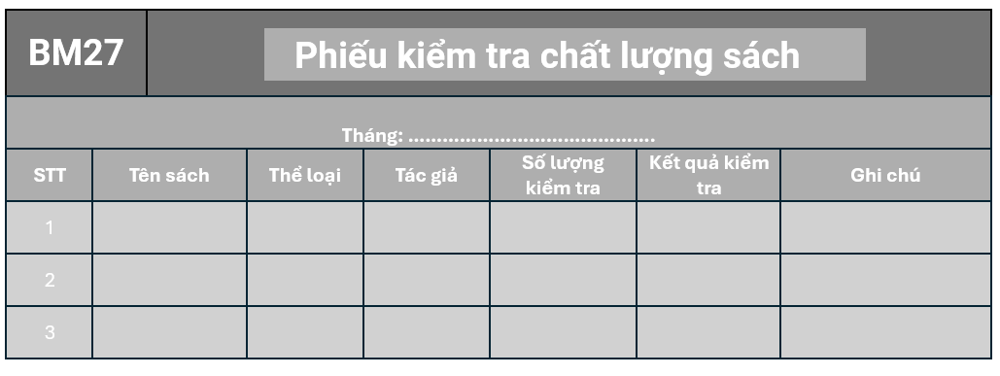 BM27
Phiếu kiểm tra chất lượng sách
Tháng: ...........................................
STT
Tên sách
Thể loại
Tác giả
Số lượng
kiểm tra
Kết quả kiểm
tra
Ghi chú
1
2
3